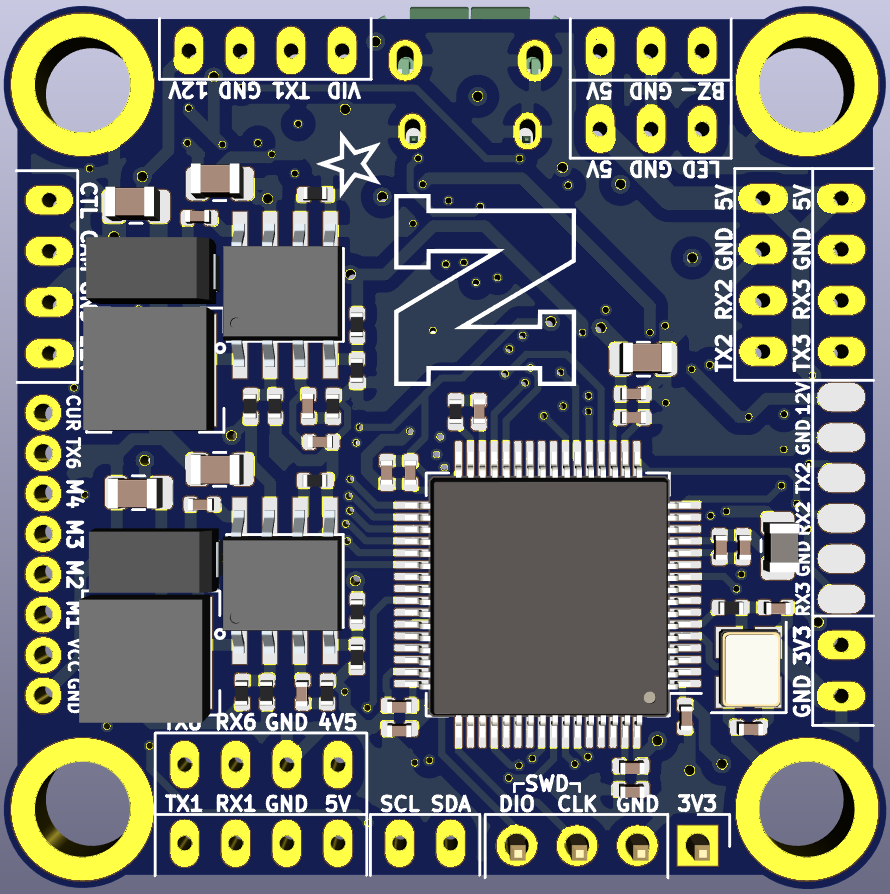 12V GND TX1 VID
5V GND BZ-
5V GND LED
CTL
5V 5V
GND GND
RX2 RX3
TX2 TX3
N
12V
GND
TX2
RX2
GND
RX3
3V3
GND
CUR
TX6
M4
M3
M2
M1
VCC
GND
RX6 GND 4V5
TX1 RX1 GND 5V
SCL SDA
SWD
DIO CLK GND 3V3